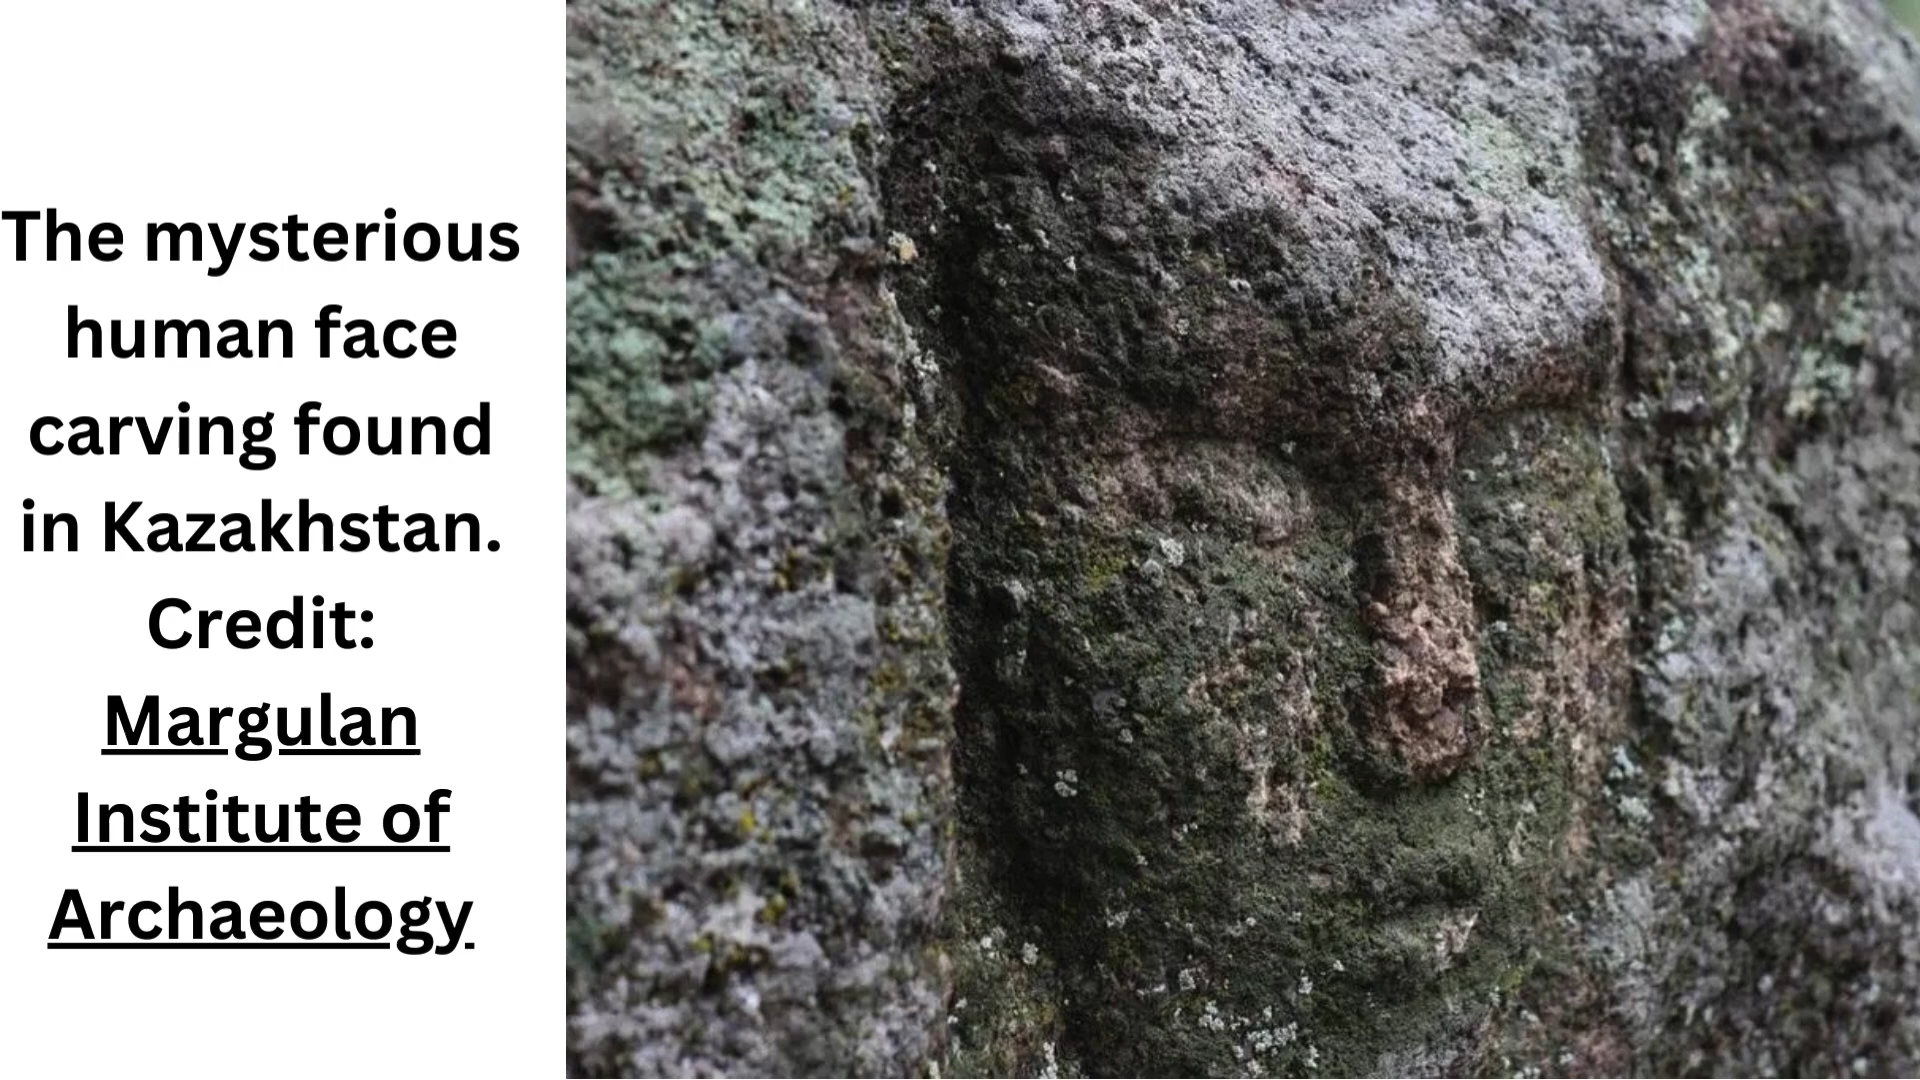 The mysterious
human face
carving found
in Kazakhstan.
Credit:
Margulan
Institute of
Archaeology